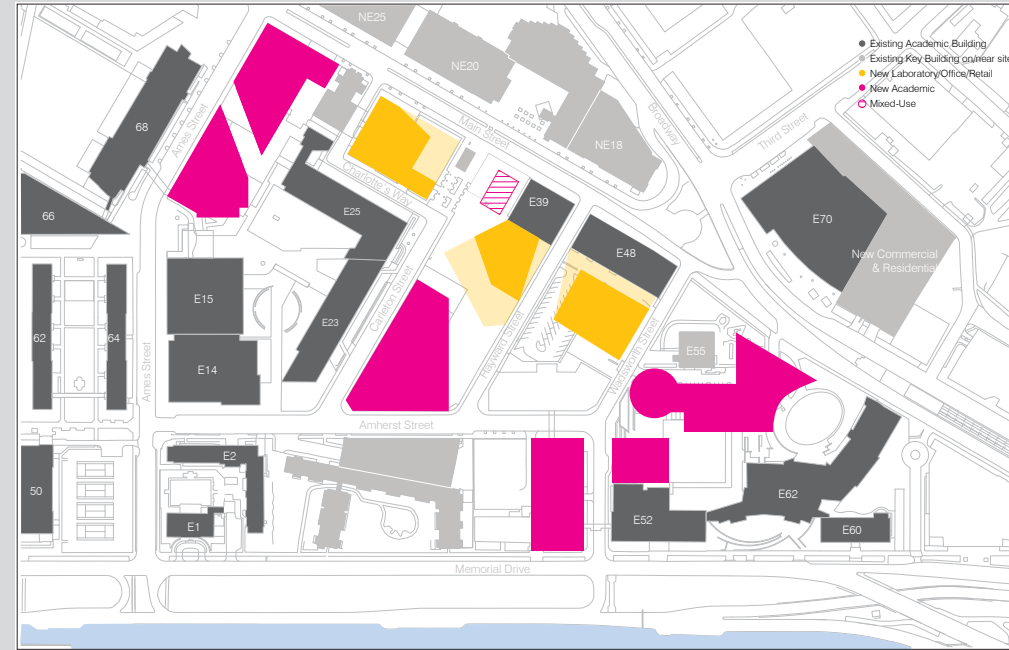 NE25
Existing Academic Building
Existing Key Building on/near site
New Laboratory/Office/Retail
New Academic
Mixed-Use
NE20
68
Ames Street
Main Street
Broadway
Third Street
NE18
Charlotte's Way
66
E25
E39
E70
E48
New Commercial
& Residential
E15
Carleton Street
E23
62
64
Hayward Street
Wadsworth Street
E55
E14
Ames Street
Amherst Street
E2
50
E62
E1
E52
E60
Memorial Drive